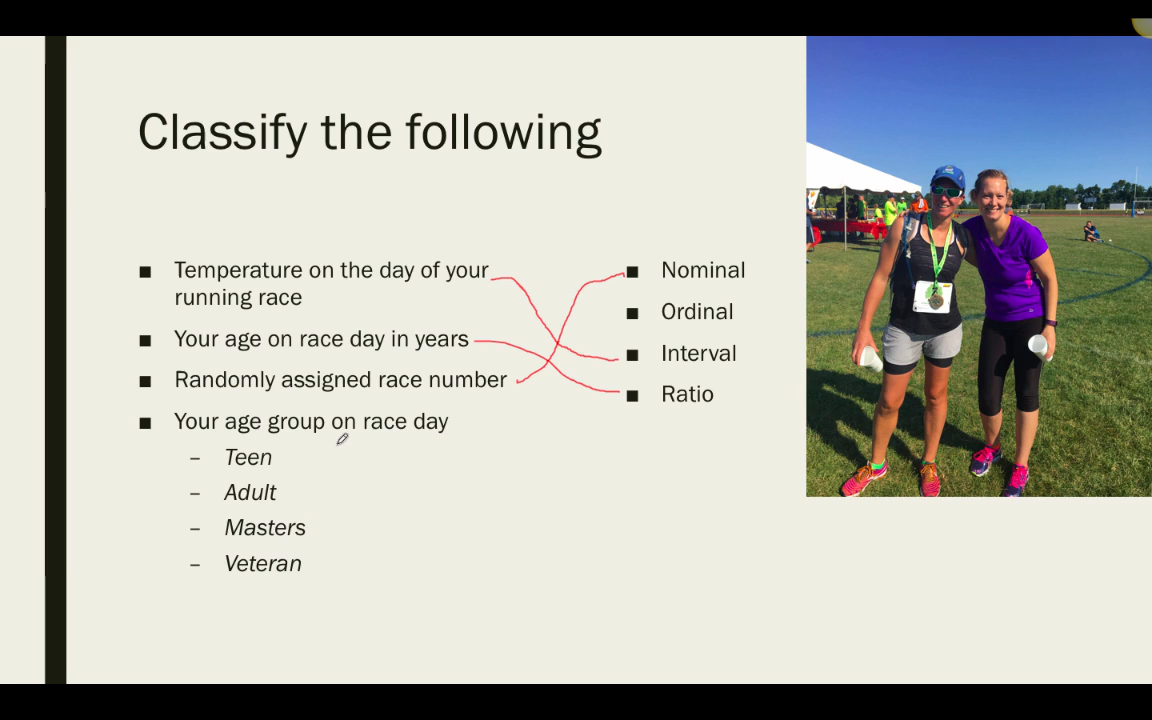 Classify the following
■ Temperature on the day of your
running race
■ Your age on race day in years
■ Randomly assigned race number
■ Your age group on race day
– Teen
– Adult
– Masters
– Veteran
■ Nominal
■ Ordinal
■ Interval
■ Ratio